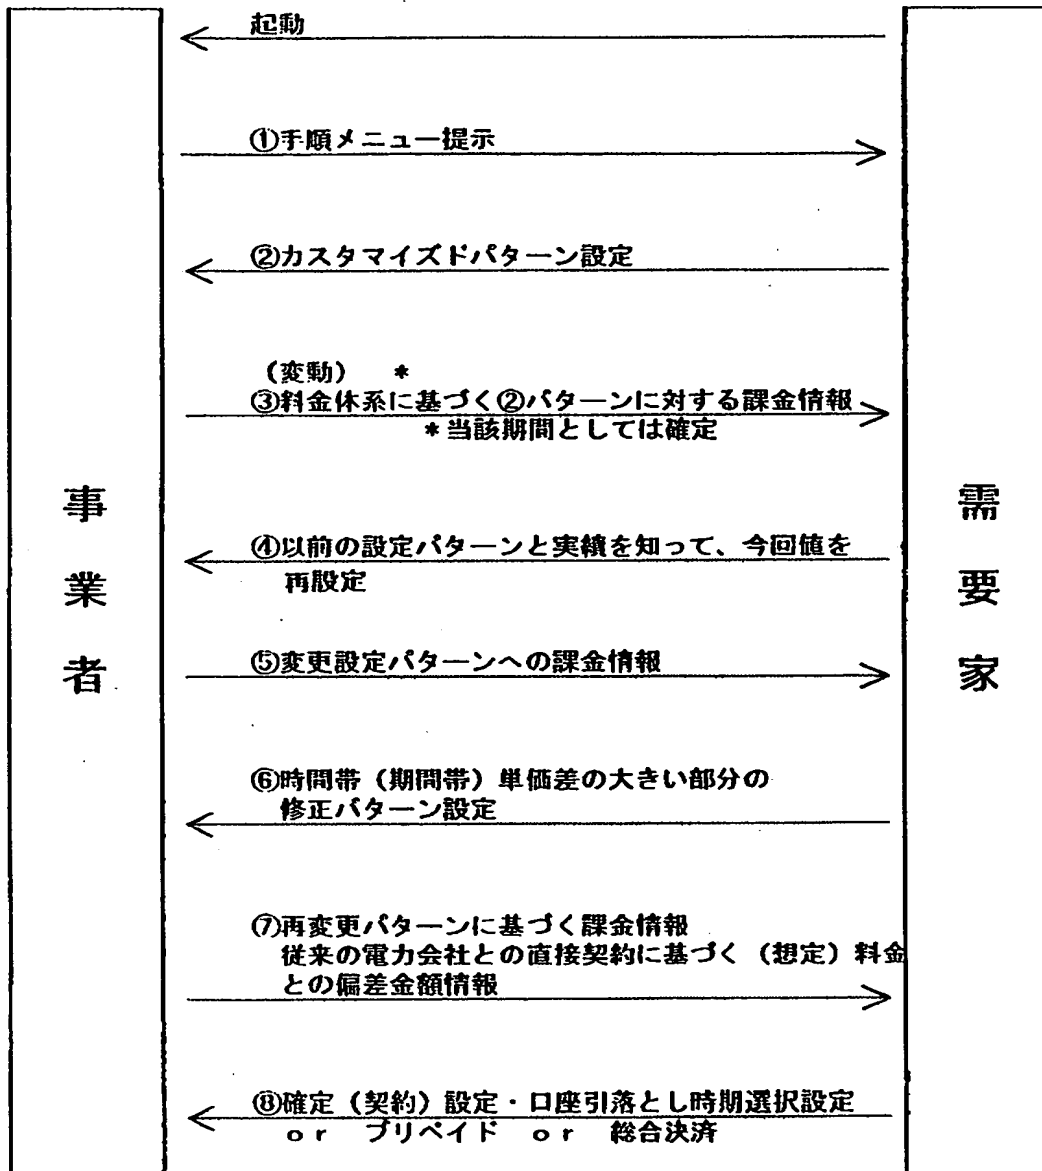 起動
①手順メニュー提示
②カスタマイズドパターン設定
(変動) *
③料金体系に基づく②パターンに対する課金情報
*当該期間としては確定
事業者
需要家
④以前の設定パターンと実績を知って、今回値を
再設定
⑤変更設定パターンへの課金情報
⑥時間帯(期間帯)単価差の大きい部分の
修正パターン設定
⑦再変更パターンに基づく課金情報
従来の電力会社との直接契約に基づく(想定)料金
との偏差金額情報
⑧確定(契約)設定・口座引落とし時期選択設定
or プリペイド or 総合決済